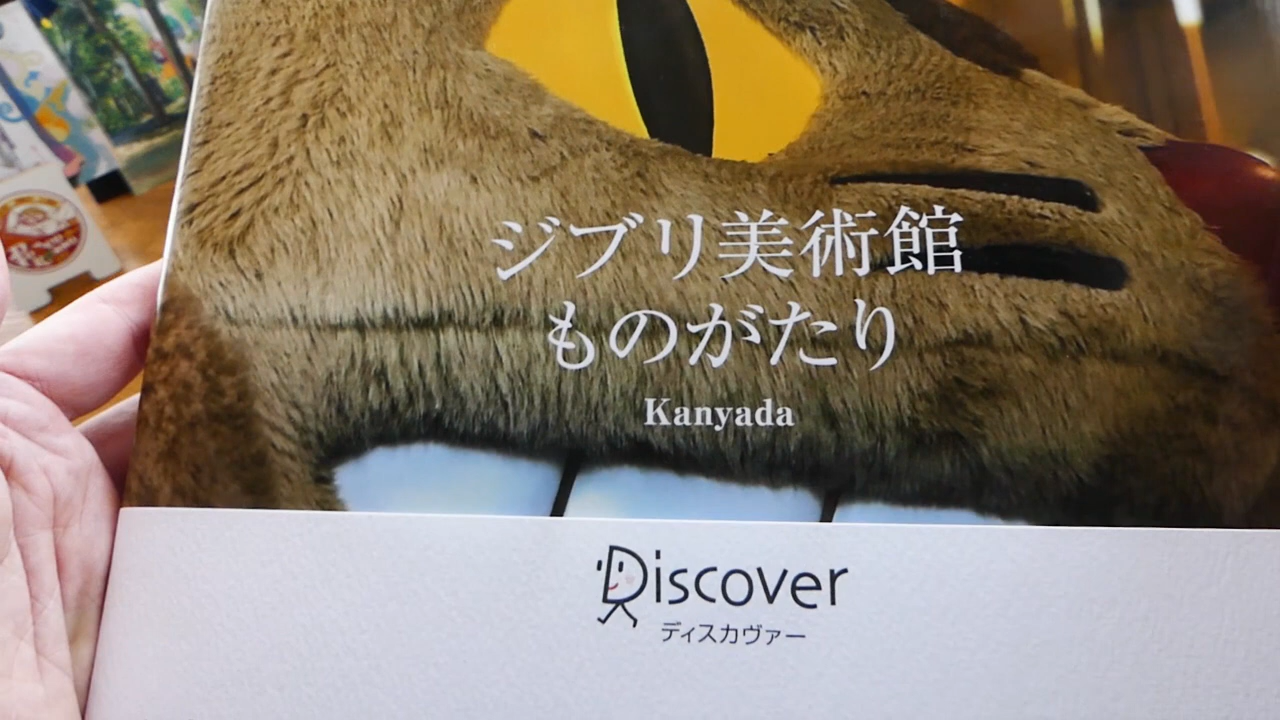 ジブリ美術館
ものがたり
Kanyada
Discover
ディスカヴァー